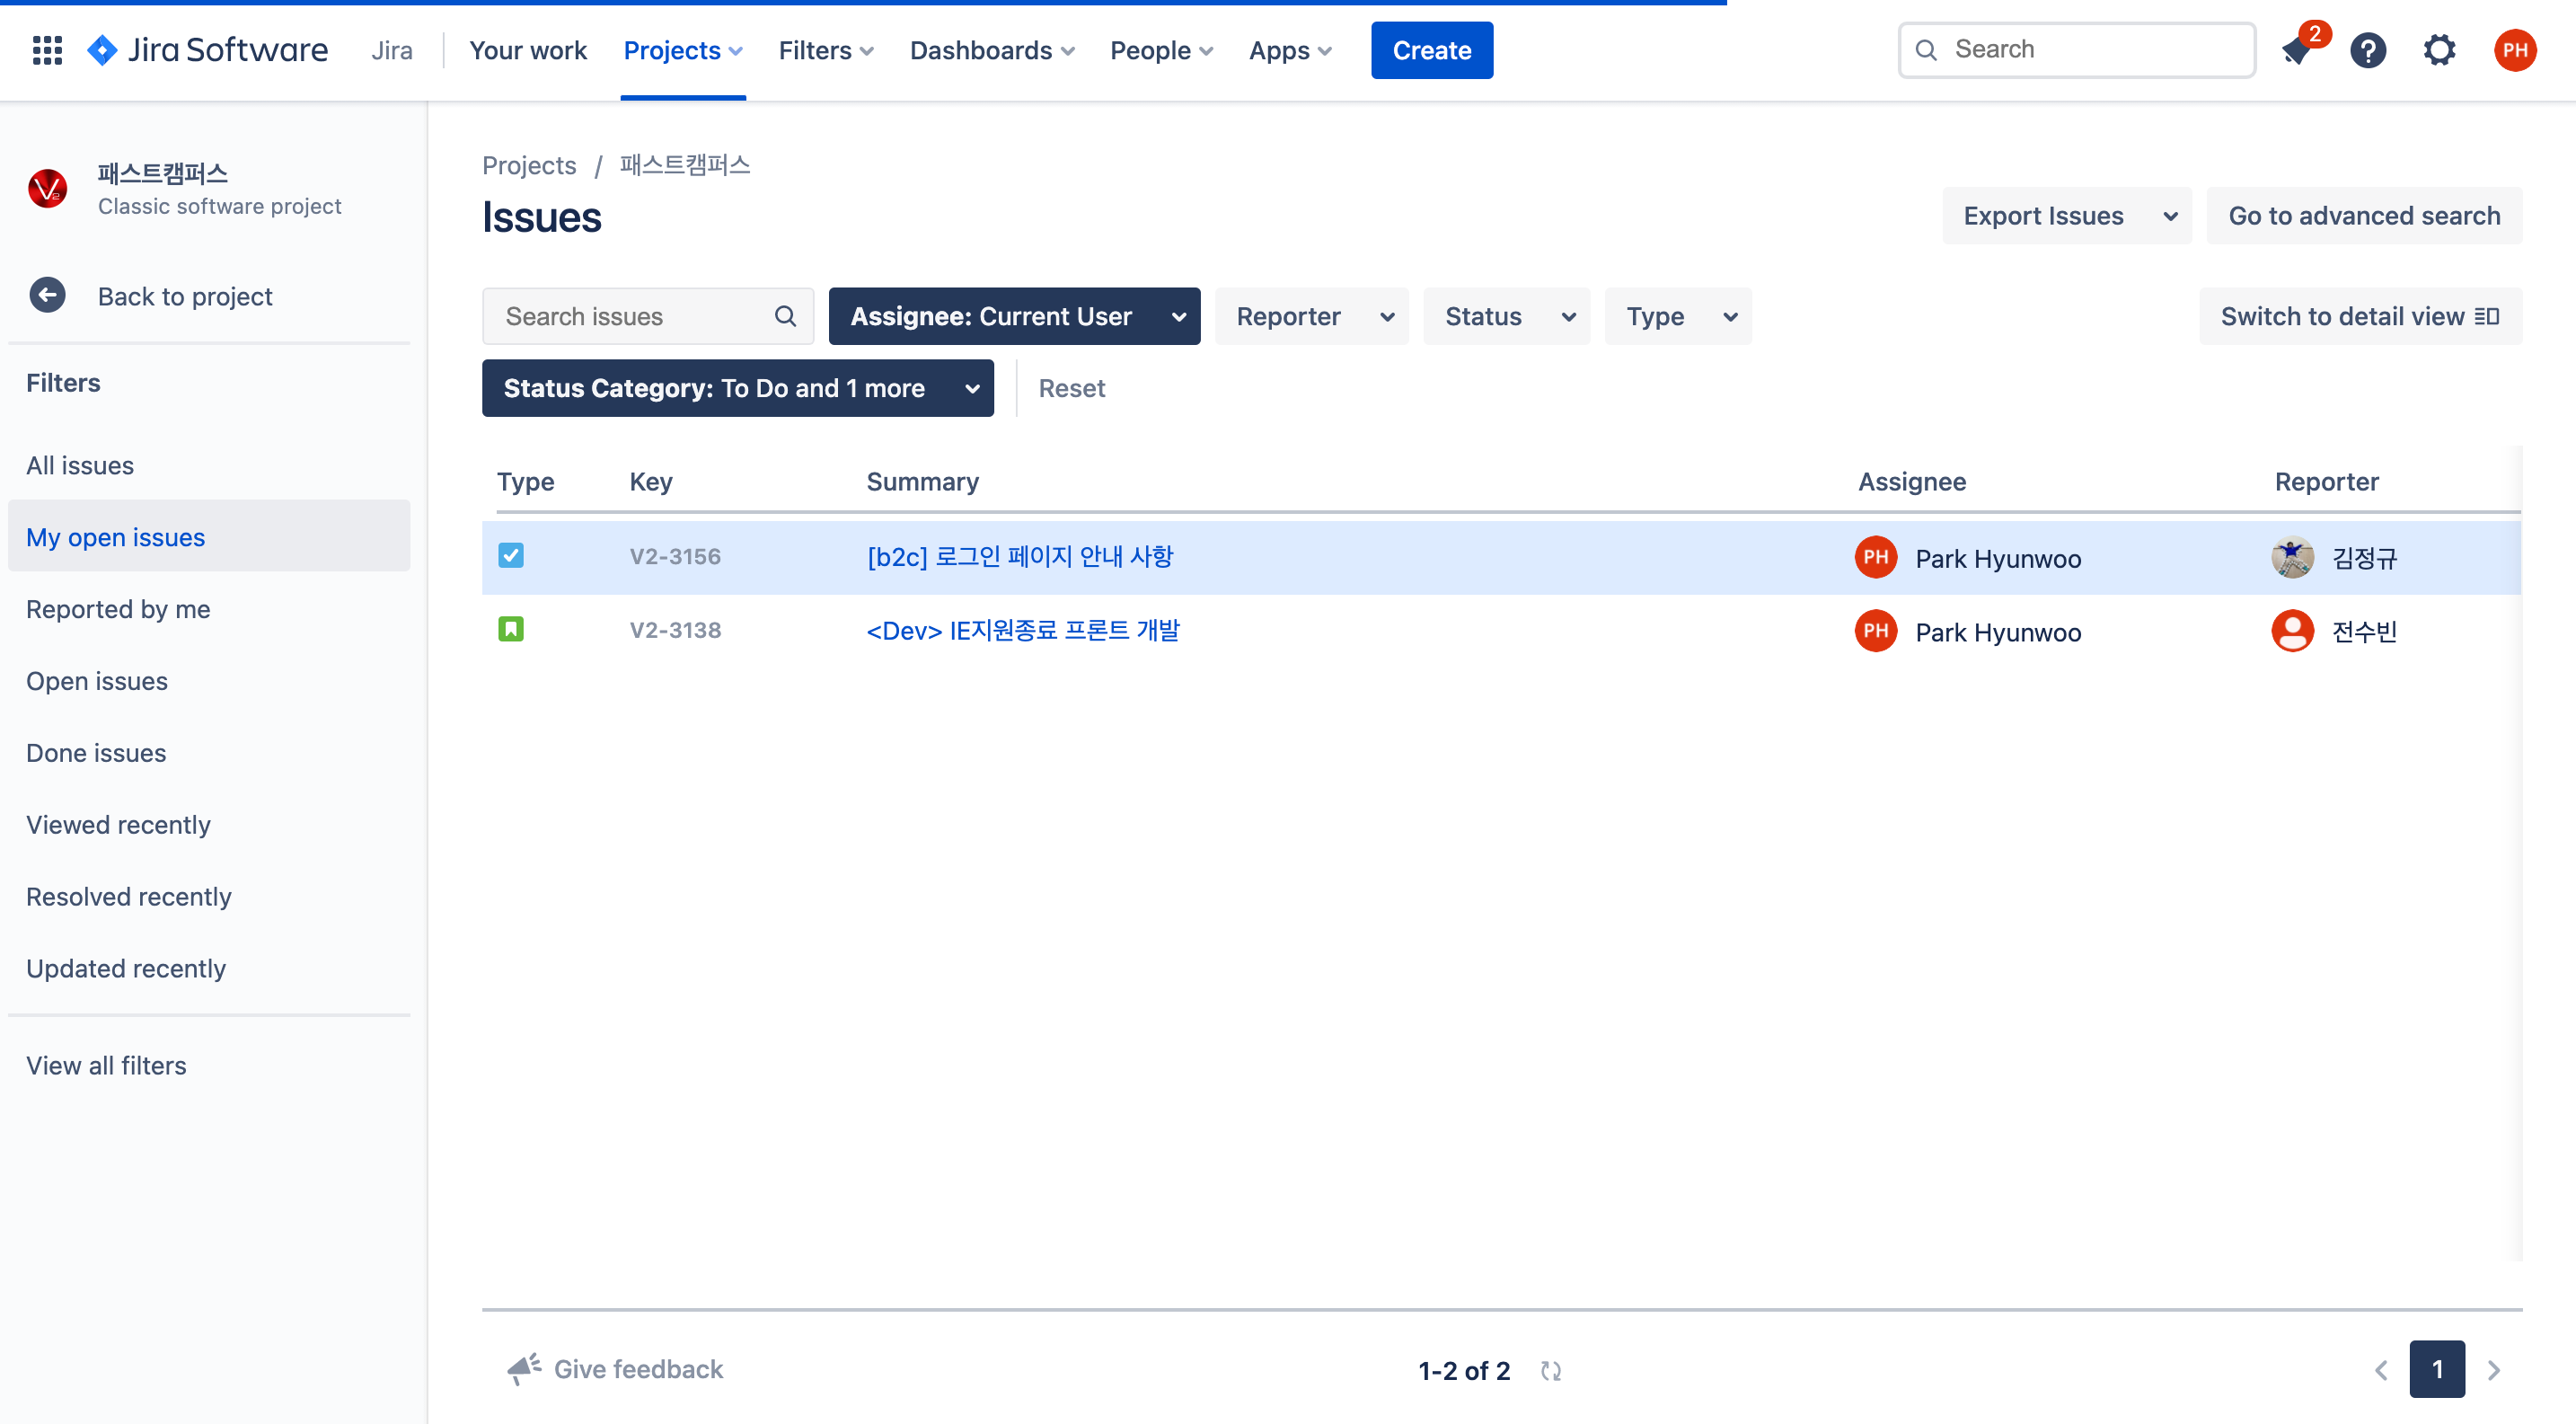 Jira Software
Jira
Your work
Projects
Filters
Dashboards
People
Apps
Create
Search
2
PH
패스트캠퍼스
Classic software project
Back to project
Filters
All issues
My open issues
Reported by me
Open issues
Done issues
Viewed recently
Resolved recently
Updated recently
View all filters
Projects / 패스트캠퍼스
Issues
Export Issues
Go to advanced search
Search issues
Assignee: Current User
Reporter
Status
Type
Switch to detail view
Status Category: To Do and 1 more
Reset
Type Key Summary Assignee Reporter
V2-3156 [b2c] 로그인 페이지 안내 사항 PH Park Hyunwoo 김정규
V2-3138 <Dev> IE지원종료 프론트 개발 PH Park Hyunwoo 전수빈
Give feedback
1-2 of 2
1